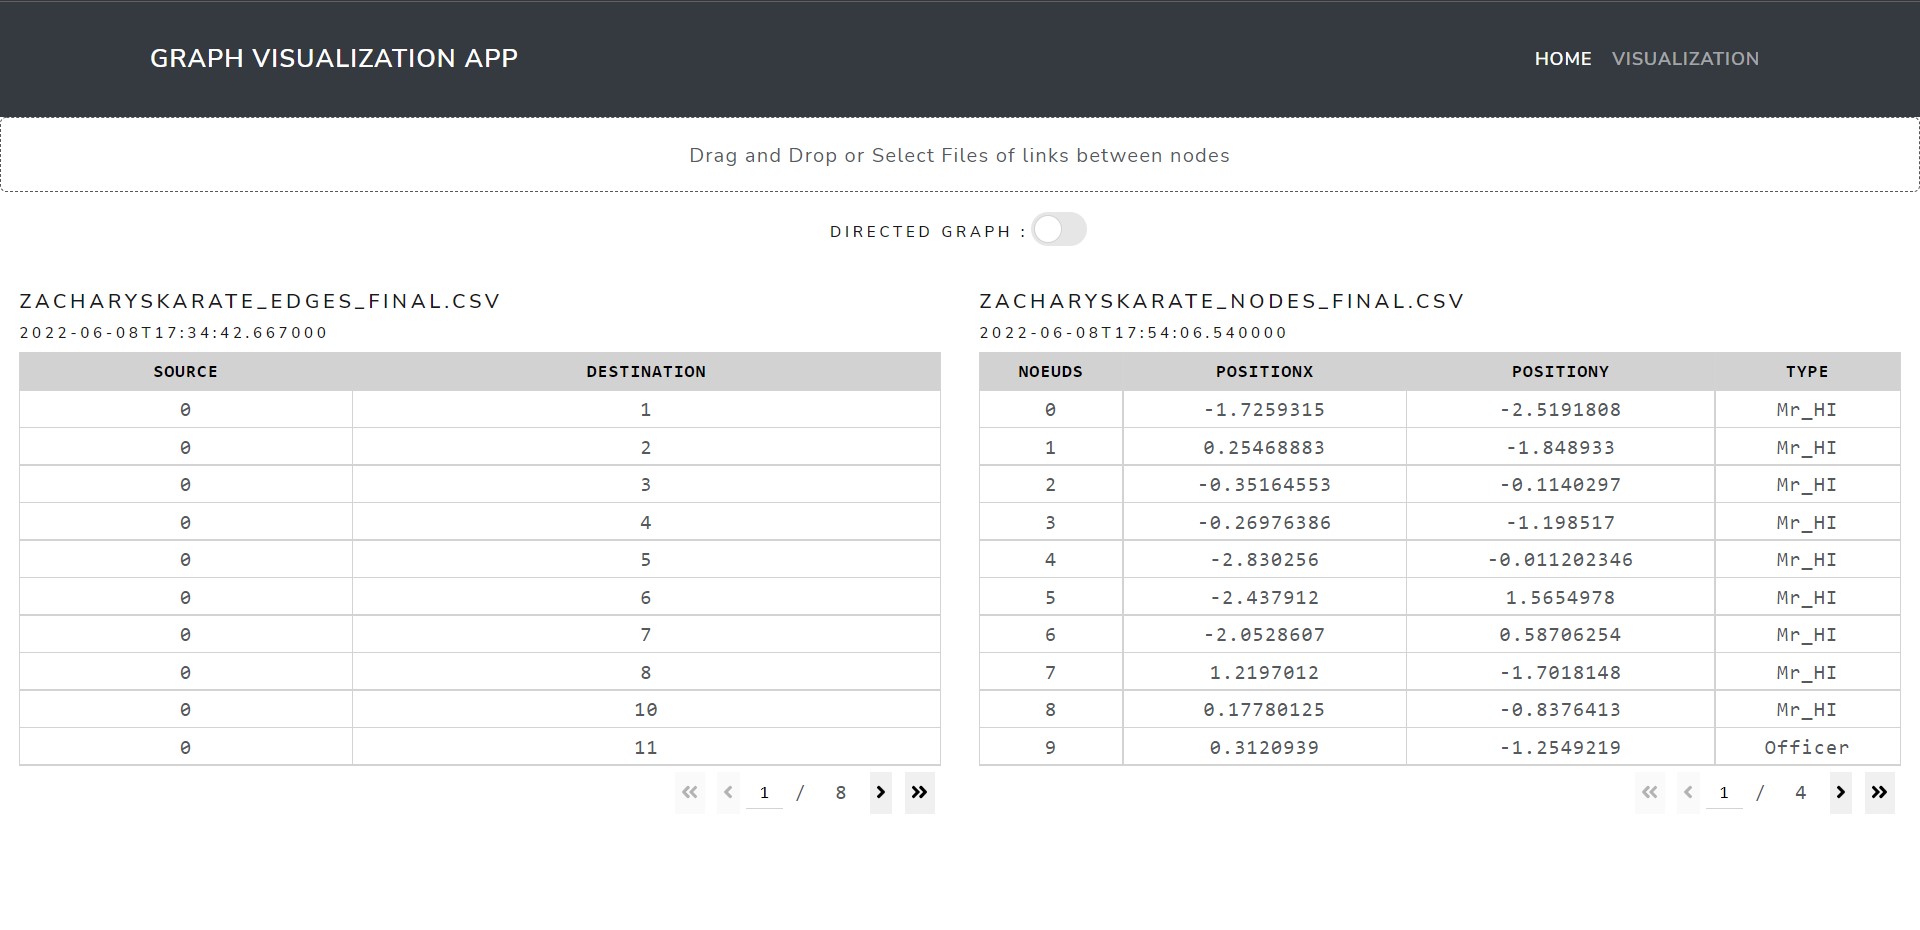 GRAPH VISUALIZATION APP
HOME VISUALIZATION
Drag and Drop or Select Files of links between nodes
DIRECTED GRAPH :
ZACHARYSKARATE_EDGES_FINAL.CSV
2022-06-08T17:34:42.667000
SOURCE DESTINATION
0 1
0 2
0 3
0 4
0 5
0 6
0 7
0 8
0 10
0 11
1 / 8
ZACHARYSKARATE_NODES_FINAL.CSV
2022-06-08T17:54:06.540000
NOEUDS POSITIONX POSITIONY TYPE
0 -1.7259315 -2.5191808 Mr_HI
1 0.25468883 -1.848933 Mr_HI
2 -0.35164553 -0.1140297 Mr_HI
3 -0.26976386 -1.198517 Mr_HI
4 -2.830256 -0.011202346 Mr_HI
5 -2.437912 1.5654978 Mr_HI
6 -2.0528607 0.58706254 Mr_HI
7 1.2197012 -1.7018148 Mr_HI
8 0.17780125 -0.8376413 Mr_HI
9 0.3120939 -1.2549219 Officer
1 / 4